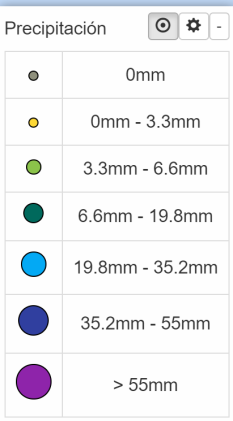 Precipitación
-
0mm
0mm - 3.3mm
3.3mm - 6.6mm
6.6mm - 19.8mm
19.8mm - 35.2mm
35.2mm - 55mm
> 55mm